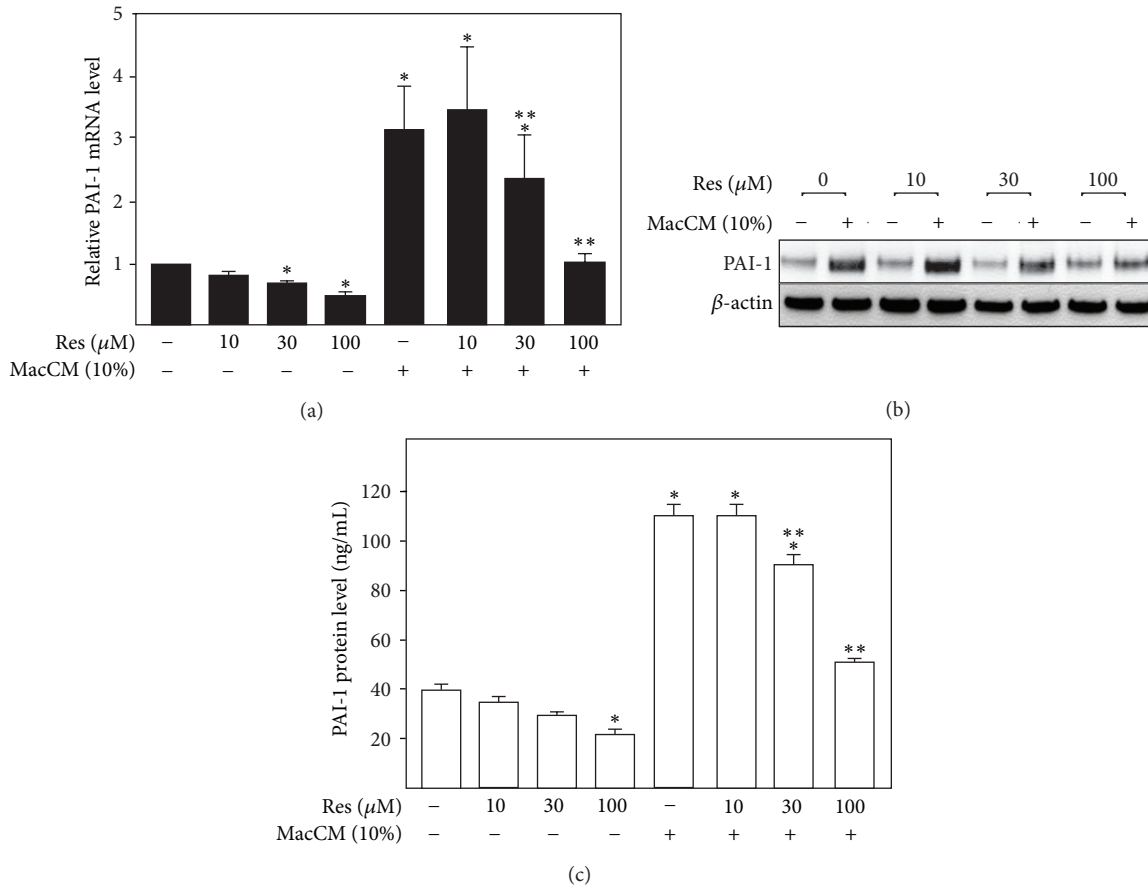 5
4
3
2
1
Relative PAI-1 mRNA level
* * * * ** * **
Res (μM) − 10 30 100 − 10 30 100
MacCM (10%) − − − − + + + +
(a)
Res (μM) 0 10 30 100
MacCM (10%) − + − + − + − +
PAI-1
β-actin
(b)
120
100
80
60
40
20
PAI-1 protein level (ng/mL)
* * * ** * **
Res (μM) − 10 30 100 − 10 30 100
MacCM (10%) − − − − + + + +
(c)